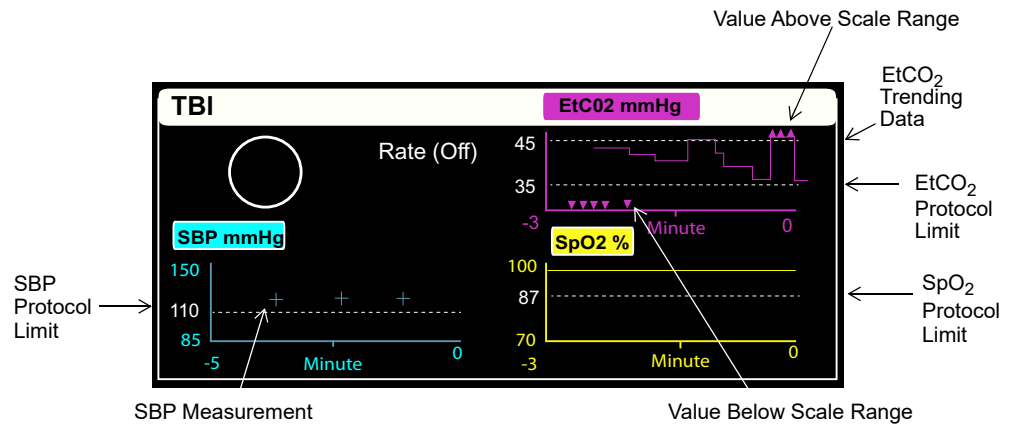 Value Above Scale Range
EtCO2
Trending
Data
TBI
EtC02 mmHg
Rate (Off)
45
35
-3
Minute
0
EtCO2
Protocol
Limit
SBP mmHg
150
110
85
-5
Minute
0
SBP
Protocol
Limit
SpO2 %
100
87
70
-3
Minute
0
SpO2
Protocol
Limit
SBP Measurement
Value Below Scale Range